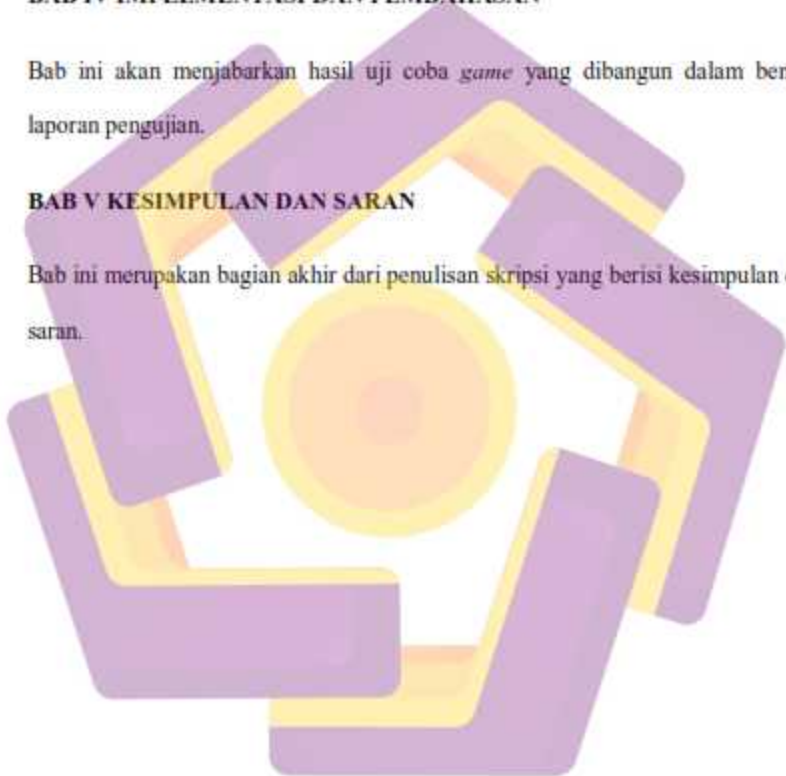 Bab ini akan menjabarkan hasil uji coba game yang dibangun dalam ben
laporan pengujian.
BAB V KESIMPULAN DAN SARAN
Bab ini merupakan bagian akhir dari penulisan skripsi yang berisi kesimpulan
saran.